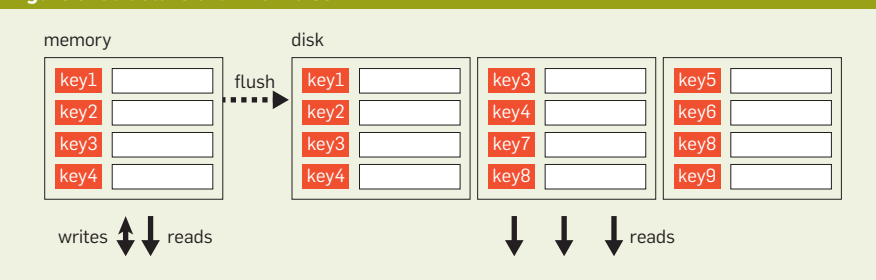 memory
disk
key1
key2
key3
key4
flush
key1
key2
key3
key4
key3
key4
key7
key8
key5
key6
key8
key9
writes
reads
reads